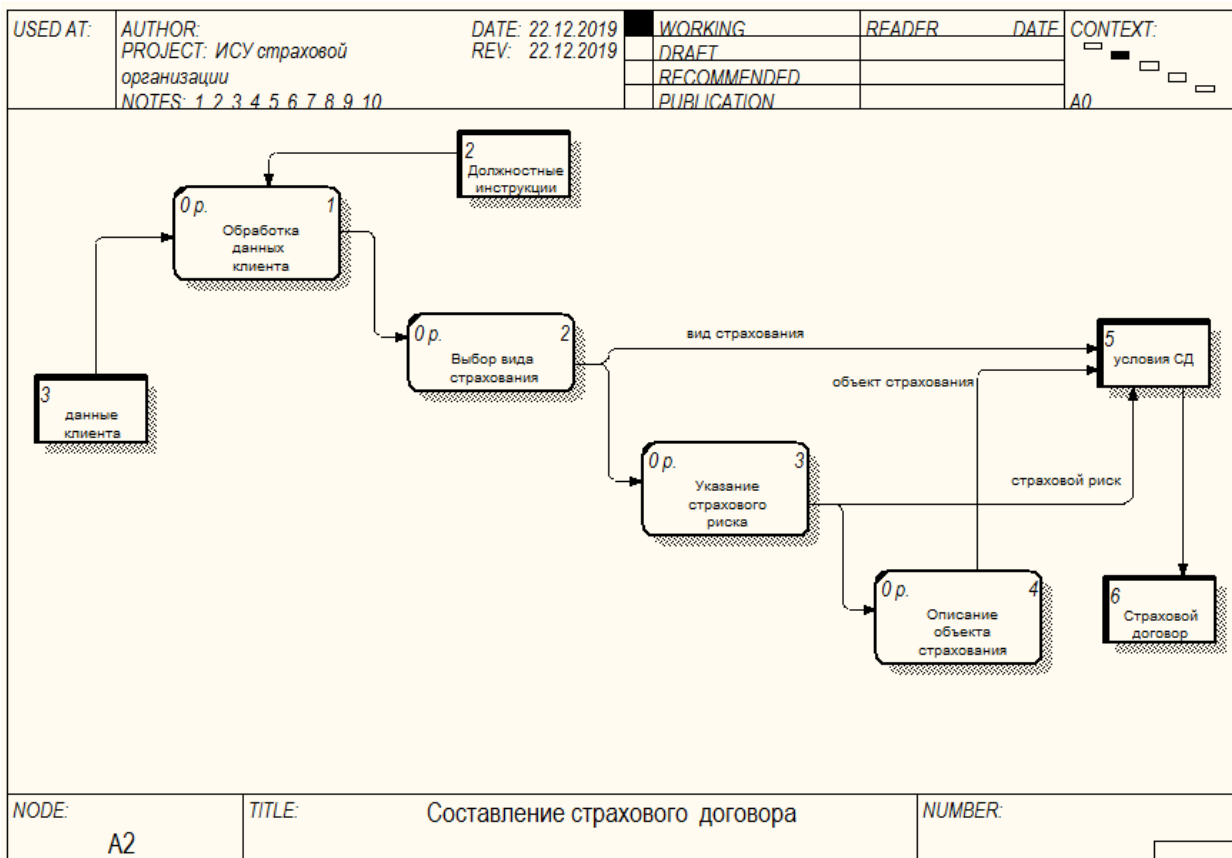 USED AT:
AUTHOR:
DATE: 22.12.2019
PROJECT: ИСУ страховой
организации
REV: 22.12.2019
NOTES: 1 2 3 4 5 6 7 8 9 10
WORKING
DRAFT
RECOMMENDED
PUBLICATION
READER
DATE
CONTEXT:
A0
2
Должностные
инструкции
0 р.
1
Обработка
данных
клиента
0 р.
2
Выбор вида
страхования
вид страхования
5
условия СД
объект страхования
3
данные
клиента
0 р.
3
Указание
страхового
риска
страховой риск
0 р.
4
Описание
объекта
страхования
6
Страховой
договор
NODE:
A2
TITLE:
Составление страхового договора
NUMBER: